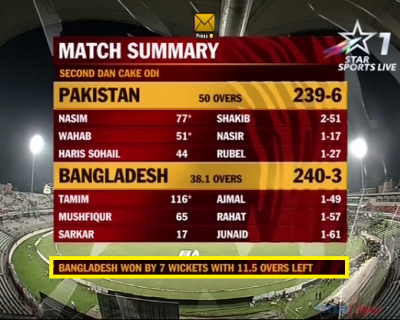 Press
MATCH SUMMARY
1
STAR
SPORTS LIVE
SECOND DAN CAKE ODI
PAKISTAN 50 OVERS 239-6
NASIM 77* SHAKIB 2-51
WAHAB 51* NASIR 1-17
HARIS SOHAIL 44 RUBEL 1-27
BANGLADESH 38.1 OVERS 240-3
TAMIM 116* AJMAL 1-49
MUSHFIQUR 65 RAHAT 1-57
SARKAR 17 JUNAID 1-61
BANGLADESH WON BY 7 WICKETS WITH 11.5 OVERS LEFT